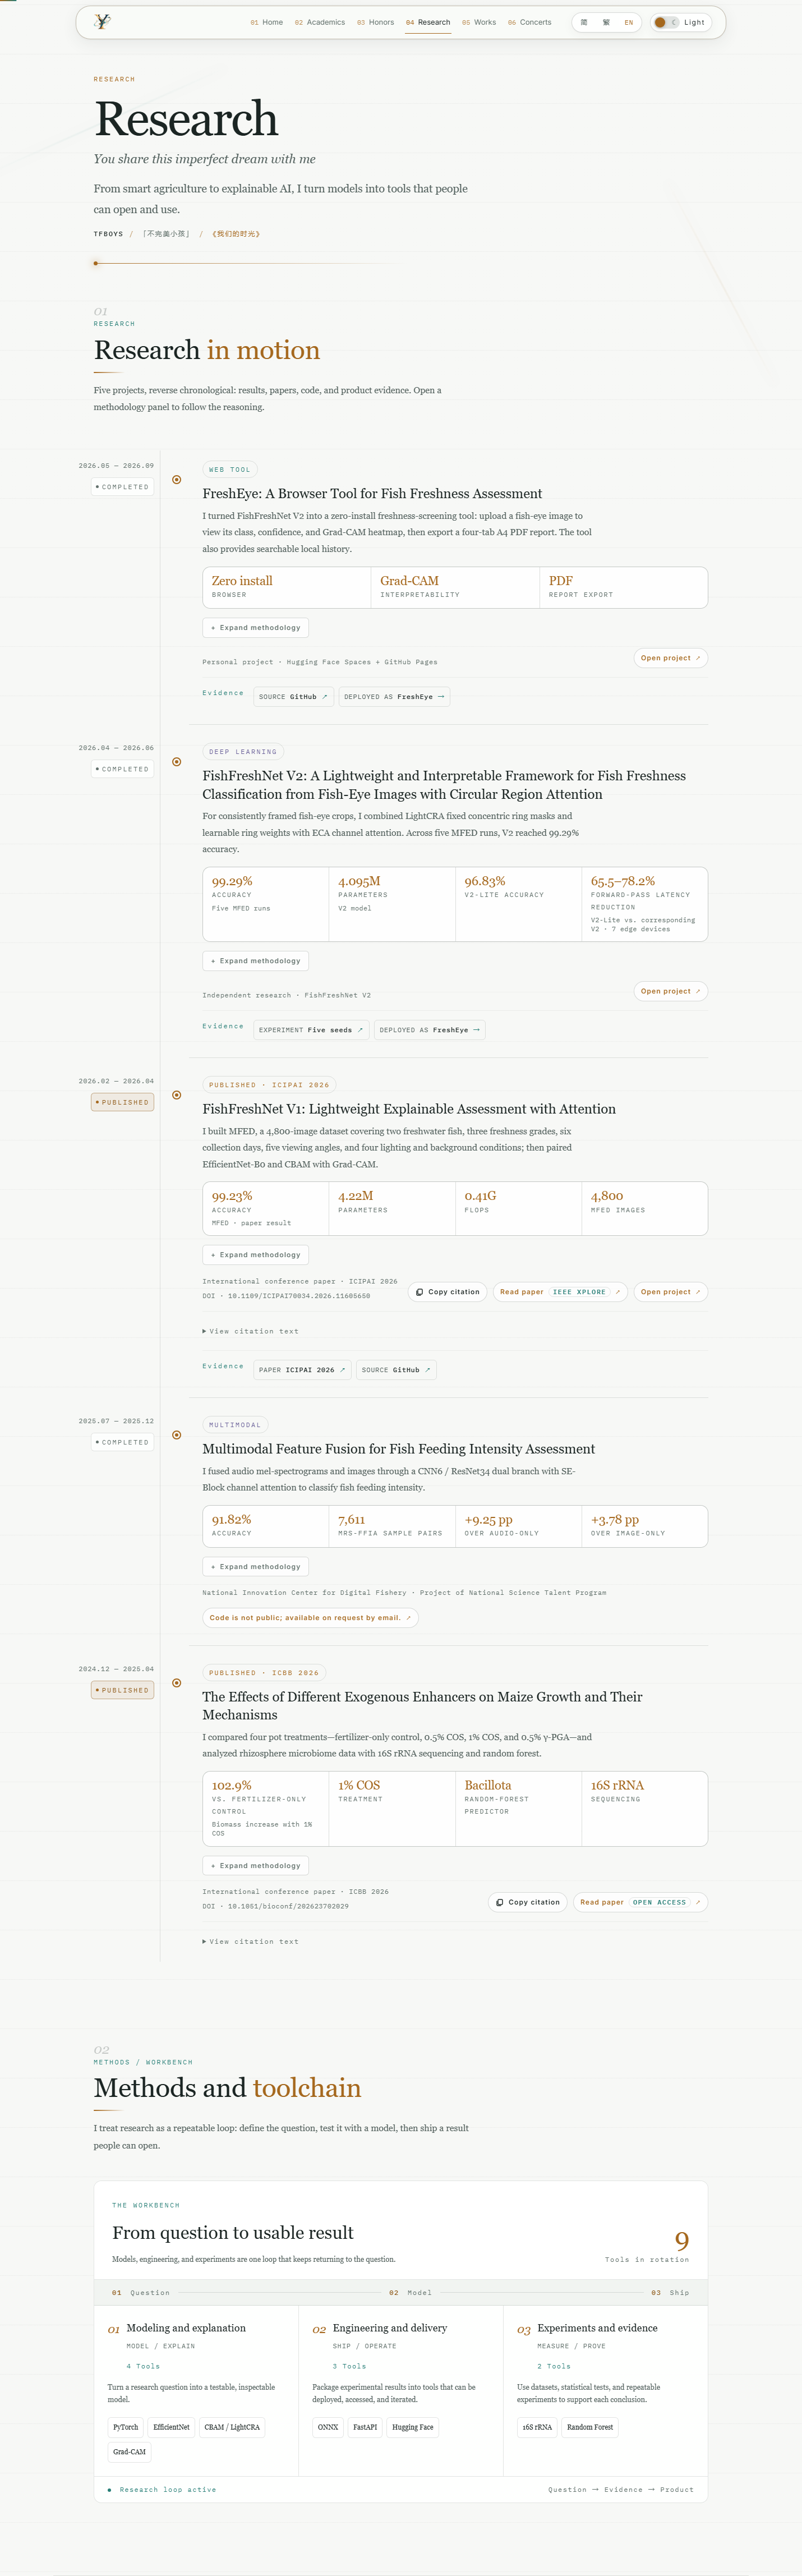 01 Home 02 Academics 03 Honors 04 Research 05 Works 06 Concerts 简 繁 EN Light
RESEARCH
Research
You share this imperfect dream with me
From smart agriculture to explainable AI, I turn models into tools that people
can open and use.
TFBOYS / 「不完美小孩」 / 《我们的时光》
01
RESEARCH
Research in motion
Five projects, reverse chronological: results, papers, code, and product evidence. Open a
methodology panel to follow the reasoning.
2026.05 — 2026.09
COMPLETED
WEB TOOL
FreshEye: A Browser Tool for Fish Freshness Assessment
I turned FishFreshNet V2 into a zero-install freshness-screening tool: upload a fish-eye image to
view its class, confidence, and Grad-CAM heatmap, then export a four-tab A4 PDF report. The tool
also provides searchable local history.
Zero install Grad-CAM PDF
BROWSER INTERPRETABILITY REPORT EXPORT
+ Expand methodology
Personal project · Hugging Face Spaces + GitHub Pages
Open project ↗
Evidence SOURCE GitHub ↗ DEPLOYED AS FreshEye →
2026.04 — 2026.06
COMPLETED
DEEP LEARNING
FishFreshNet V2: A Lightweight and Interpretable Framework for Fish Freshness
Classification from Fish-Eye Images with Circular Region Attention
For consistently framed fish-eye crops, I combined LightCRA fixed concentric ring masks and
learnable ring weights with ECA channel attention. Across five MFED runs, V2 reached 99.29%
accuracy.
99.29% 4.095M 96.83% 65.5–78.2%
ACCURACY PARAMETERS V2-LITE ACCURACY FORWARD-PASS LATENCY
REDUCTION
Five MFED runs V2 model V2-Lite vs. corresponding
V2 · 7 edge devices
+ Expand methodology
Independent research · FishFreshNet V2
Open project ↗
Evidence EXPERIMENT Five seeds ↗ DEPLOYED AS FreshEye →
2026.02 — 2026.04
PUBLISHED
PUBLISHED · ICIPAI 2026
FishFreshNet V1: Lightweight Explainable Assessment with Attention
I built MFED, a 4,800-image dataset covering two freshwater fish, three freshness grades, six
collection days, five viewing angles, and four lighting and background conditions; then paired
EfficientNet-B0 and CBAM with Grad-CAM.
99.23% 4.22M 0.41G 4,800
ACCURACY PARAMETERS FLOPS MFED IMAGES
MFED · paper result
+ Expand methodology
International conference paper · ICIPAI 2026
DOI · 10.1109/ICIPAI70034.2026.11605650
Copy citation Read paper IEEE XPLORE ↗ Open project ↗
▶ View citation text
Evidence PAPER ICIPAI 2026 ↗ SOURCE GitHub ↗
2025.07 — 2025.12
COMPLETED
MULTIMODAL
Multimodal Feature Fusion for Fish Feeding Intensity Assessment
I fused audio mel-spectrograms and images through a CNN6 / ResNet34 dual branch with SE-
Block channel attention to classify fish feeding intensity.
91.82% 7,611 +9.25 pp +3.78 pp
ACCURACY MRS-FFIA SAMPLE PAIRS OVER AUDIO-ONLY OVER IMAGE-ONLY
+ Expand methodology
National Innovation Center for Digital Fishery · Project of National Science Talent Program
Code is not public; available on request by email. ↗
2024.12 — 2025.04
PUBLISHED
PUBLISHED · ICBB 2026
The Effects of Different Exogenous Enhancers on Maize Growth and Their
Mechanisms
I compared four pot treatments—fertilizer-only control, 0.5% COS, 1% COS, and 0.5% γ-PGA—and
analyzed rhizosphere microbiome data with 16S rRNA sequencing and random forest.
102.9% 1% COS Bacillota 16S rRNA
VS. FERTILIZER-ONLY TREATMENT RANDOM-FOREST SEQUENCING
CONTROL PREDICTOR
Biomass increase with 1%
COS
+ Expand methodology
International conference paper · ICBB 2026
DOI · 10.1051/bioconf/202623702029
Copy citation Read paper OPEN ACCESS ↗
▶ View citation text
02
METHODS / WORKBENCH
Methods and toolchain
I treat research as a repeatable loop: define the question, test it with a model, then ship a result
people can open.
THE WORKBENCH
From question to usable result
Models, engineering, and experiments are one loop that keeps returning to the question.
9
Tools in rotation
01 Question 02 Model 03 Ship
01 Modeling and explanation
MODEL / EXPLAIN
4 Tools
Turn a research question into a testable, inspectable
model.
PyTorch EfficientNet CBAM / LightCRA
Grad-CAM
02 Engineering and delivery
SHIP / OPERATE
3 Tools
Package experimental results into tools that can be
deployed, accessed, and iterated.
ONNX FastAPI Hugging Face
03 Experiments and evidence
MEASURE / PROVE
2 Tools
Use datasets, statistical tests, and repeatable
experiments to support each conclusion.
16S rRNA Random Forest
Research loop active
Question → Evidence → Product